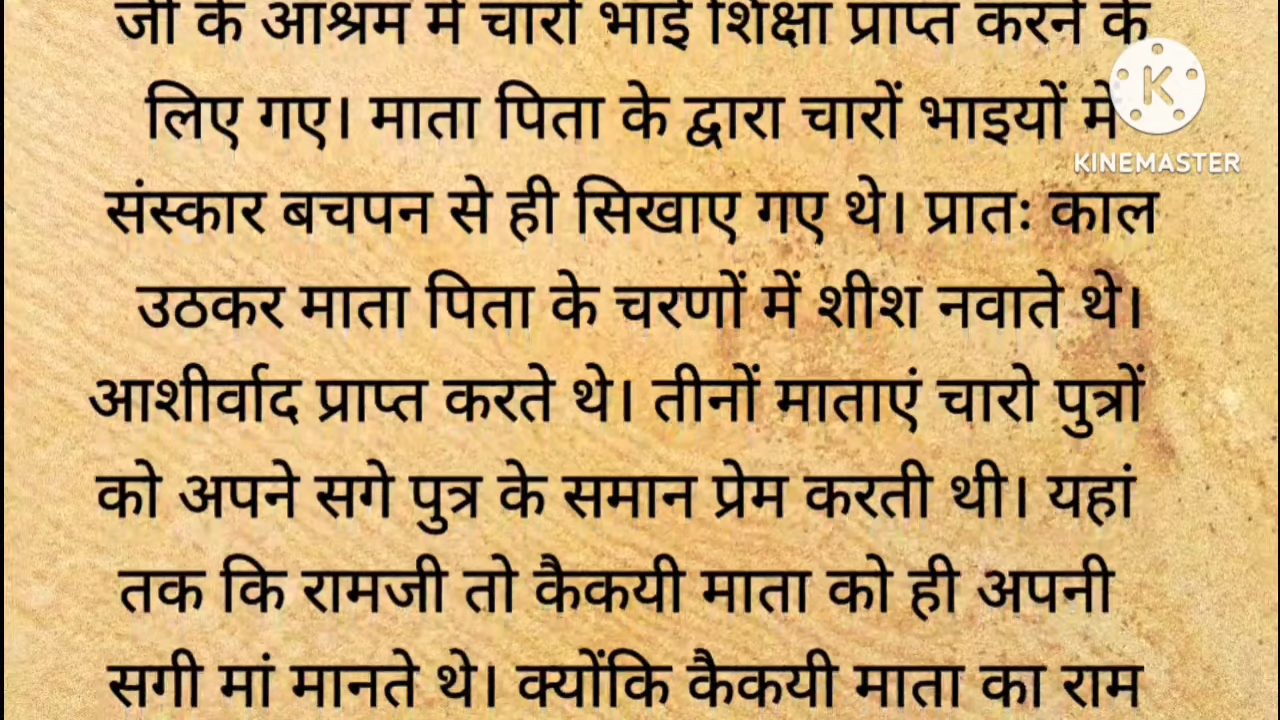 जी के आश्रम में चारों भाई शिक्षा प्राप्त करने के
लिए गए। माता पिता के द्वारा चारों भाइयों में
संस्कार बचपन से ही सिखाए गए थे। प्रातः काल
उठकर माता पिता के चरणों में शीश नवाते थे।
आशीर्वाद प्राप्त करते थे। तीनों माताएं चारो पुत्रों
को अपने सगे पुत्र के समान प्रेम करती थी। यहां
तक कि रामजी तो कैकयी माता को ही अपनी
सगी मां मानते थे। क्योंकि कैकयी माता का राम
K
KINEMASTER